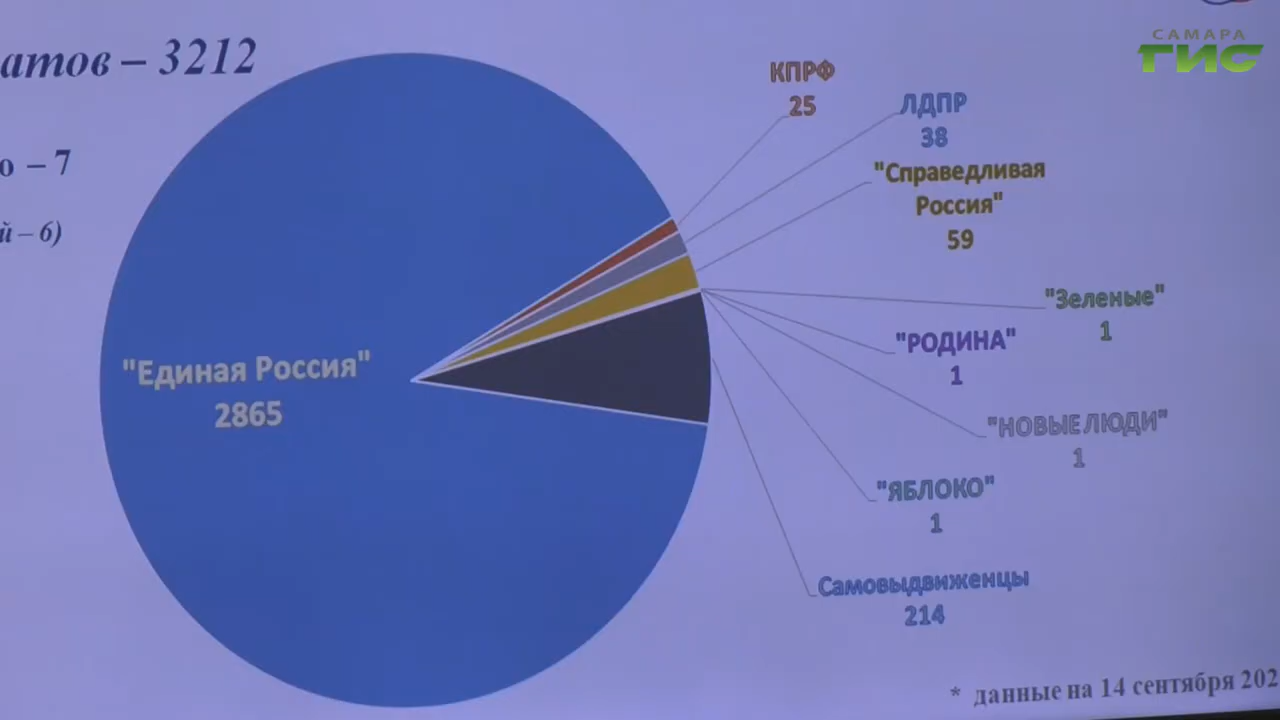 САМАРА
ГИС
атов – 3212
о – 7
й – 6)
КПРФ
25
ЛДПР
38
"Справедливая
Россия"
59
"Зеленые"
1
"РОДИНА"
1
"НОВЫЕ ЛЮДИ"
1
"ЯБЛОКО"
1
Самовыдвиженцы
214
"Единая Россия"
2865
* данные на 14 сентября 202